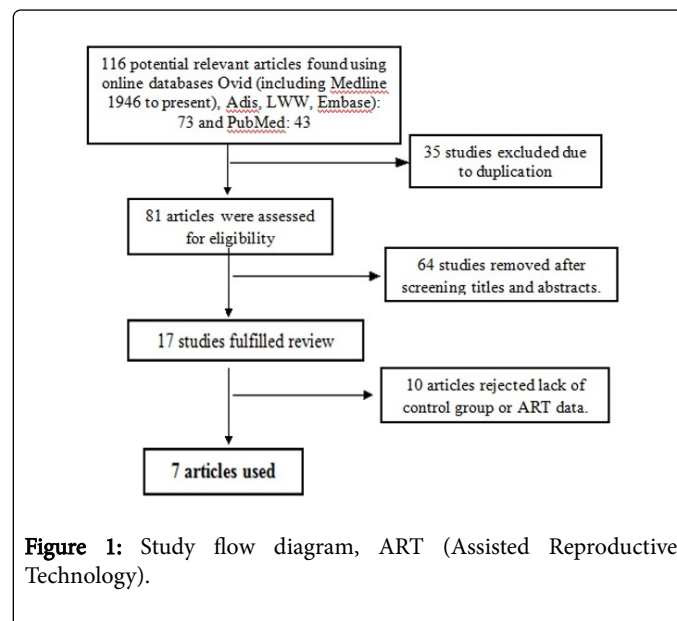 116 potential relevant articles found using
online databases Ovid (including Medline
1946 to present), Adis, LWW, Embase):
73 and PubMed: 43
35 studies excluded due
to duplication
81 articles were assessed
for eligibility
64 studies removed after
screening titles and abstracts.
17 studies fulfilled review
10 articles rejected lack of
control group or ART data.
7 articles used
Figure 1: Study flow diagram, ART (Assisted Reproductive
Technology).